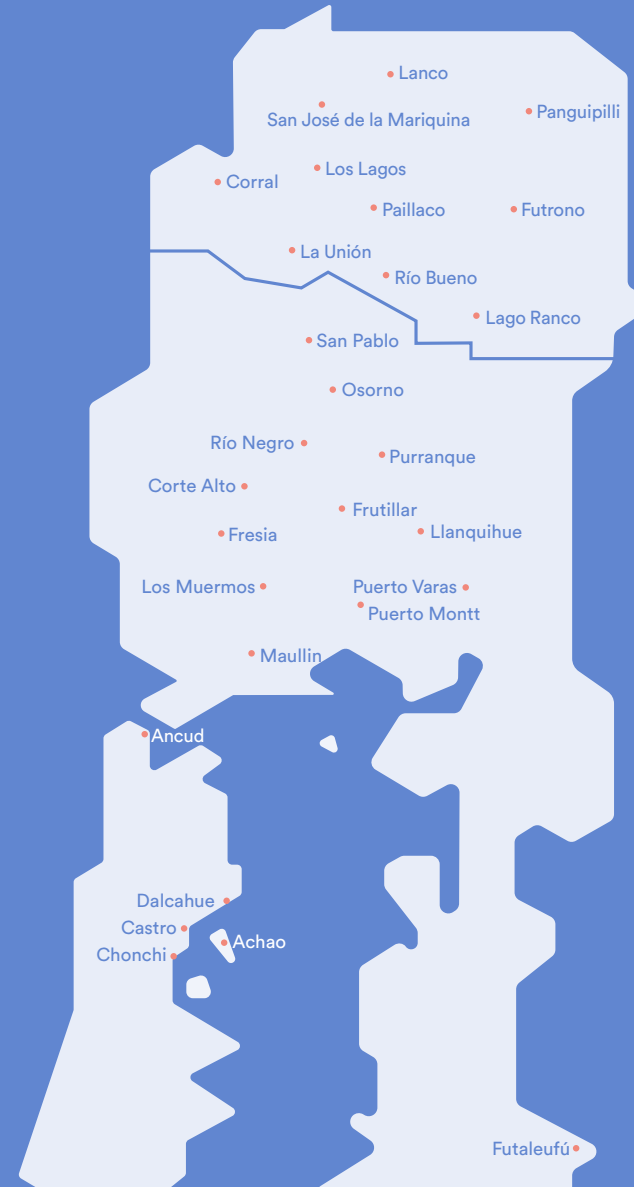 Lanco
Panguipilli
San José de la Mariquina
Los Lagos
Corral
Paillaco
Futrono
La Unión
Río Bueno
Lago Ranco
San Pablo
Osorno
Río Negro
Purranque
Corte Alto
Frutillar
Llanquihue
Fresia
Los Muermos
Puerto Varas
Puerto Montt
Maullin
Ancud
Dalcahue
Castro
Achao
Chonchi
Futaleufú